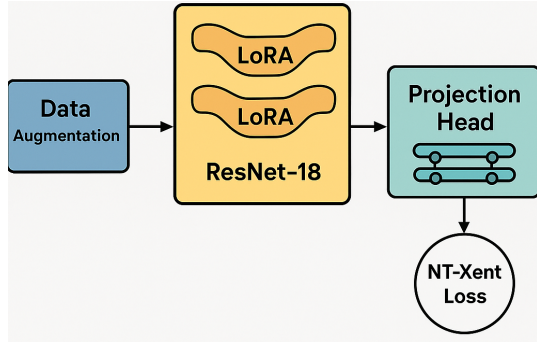 Data
Augmentation
LoRA
LoRA
ResNet-18
Projection
Head
NT-Xent
Loss